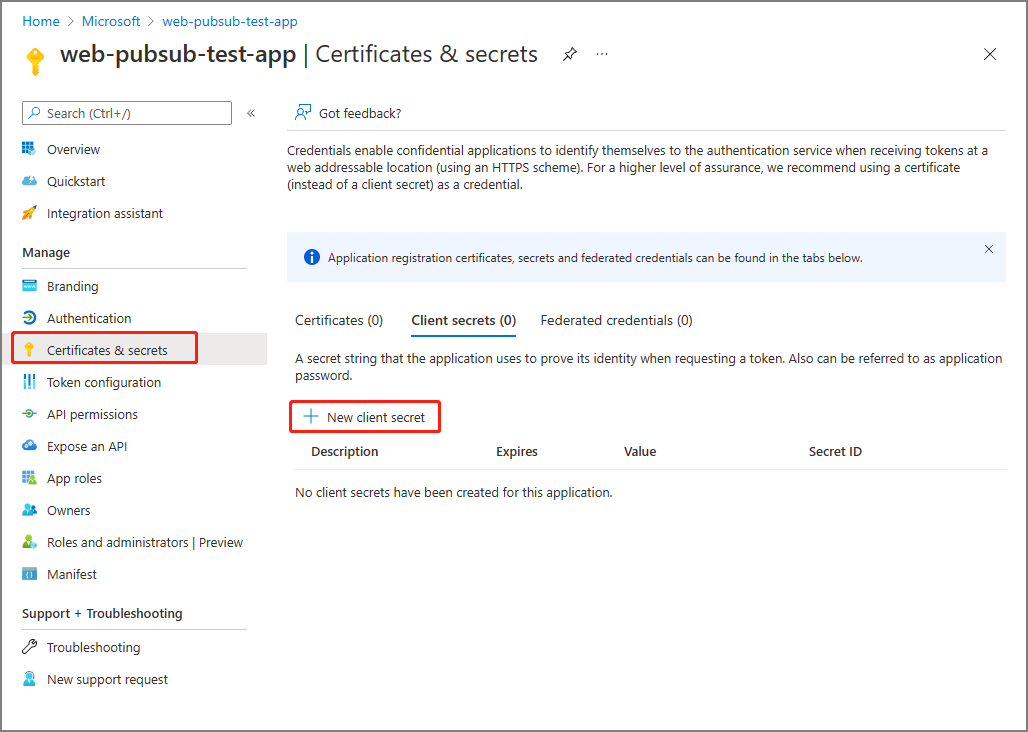 Home > Microsoft > web-pubsub-test-app
web-pubsub-test-app | Certificates & secrets
Search (Ctrl+/)
Overview
Quickstart
Integration assistant
Manage
Branding
Authentication
Certificates & secrets
Token configuration
API permissions
Expose an API
App roles
Owners
Roles and administrators | Preview
Manifest
Support + Troubleshooting
Troubleshooting
New support request
Got feedback?
Credentials enable confidential applications to identify themselves to the authentication service when receiving tokens at a
web addressable location (using an HTTPS scheme). For a higher level of assurance, we recommend using a certificate
(instead of a client secret) as a credential.
Application registration certificates, secrets and federated credentials can be found in the tabs below.
Certificates (0) Client secrets (0) Federated credentials (0)
A secret string that the application uses to prove its identity when requesting a token. Also can be referred to as application
password.
New client secret
Description Expires Value Secret ID
No client secrets have been created for this application.